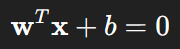 wᵀx + b = 0